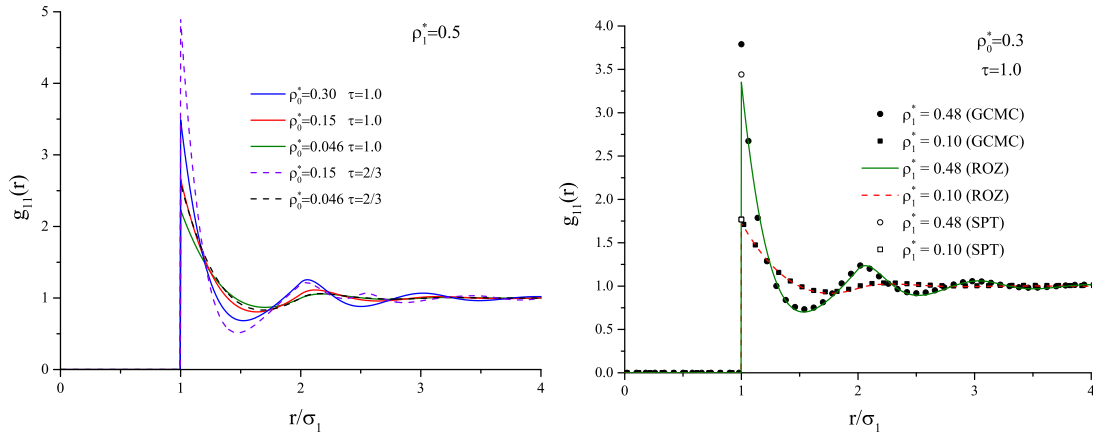 ρ₁*=0.5
ρ₀*=0.30 τ=1.0
ρ₀*=0.15 τ=1.0
ρ₀*=0.046 τ=1.0
ρ₀*=0.15 τ=2/3
ρ₀*=0.046 τ=2/3
g₁₁(r)
5
4
3
2
1
0
0 1 2 3 4
r/σ₁
ρ₀*=0.3
τ=1.0
ρ₁* = 0.48 (GCMC)
ρ₁* = 0.10 (GCMC)
ρ₁* = 0.48 (ROZ)
ρ₁* = 0.10 (ROZ)
ρ₁* = 0.48 (SPT)
ρ₁* = 0.10 (SPT)
g₁₁(r)
4.0
3.5
3.0
2.5
2.0
1.5
1.0
0.5
0.0
0 1 2 3 4
r/σ₁